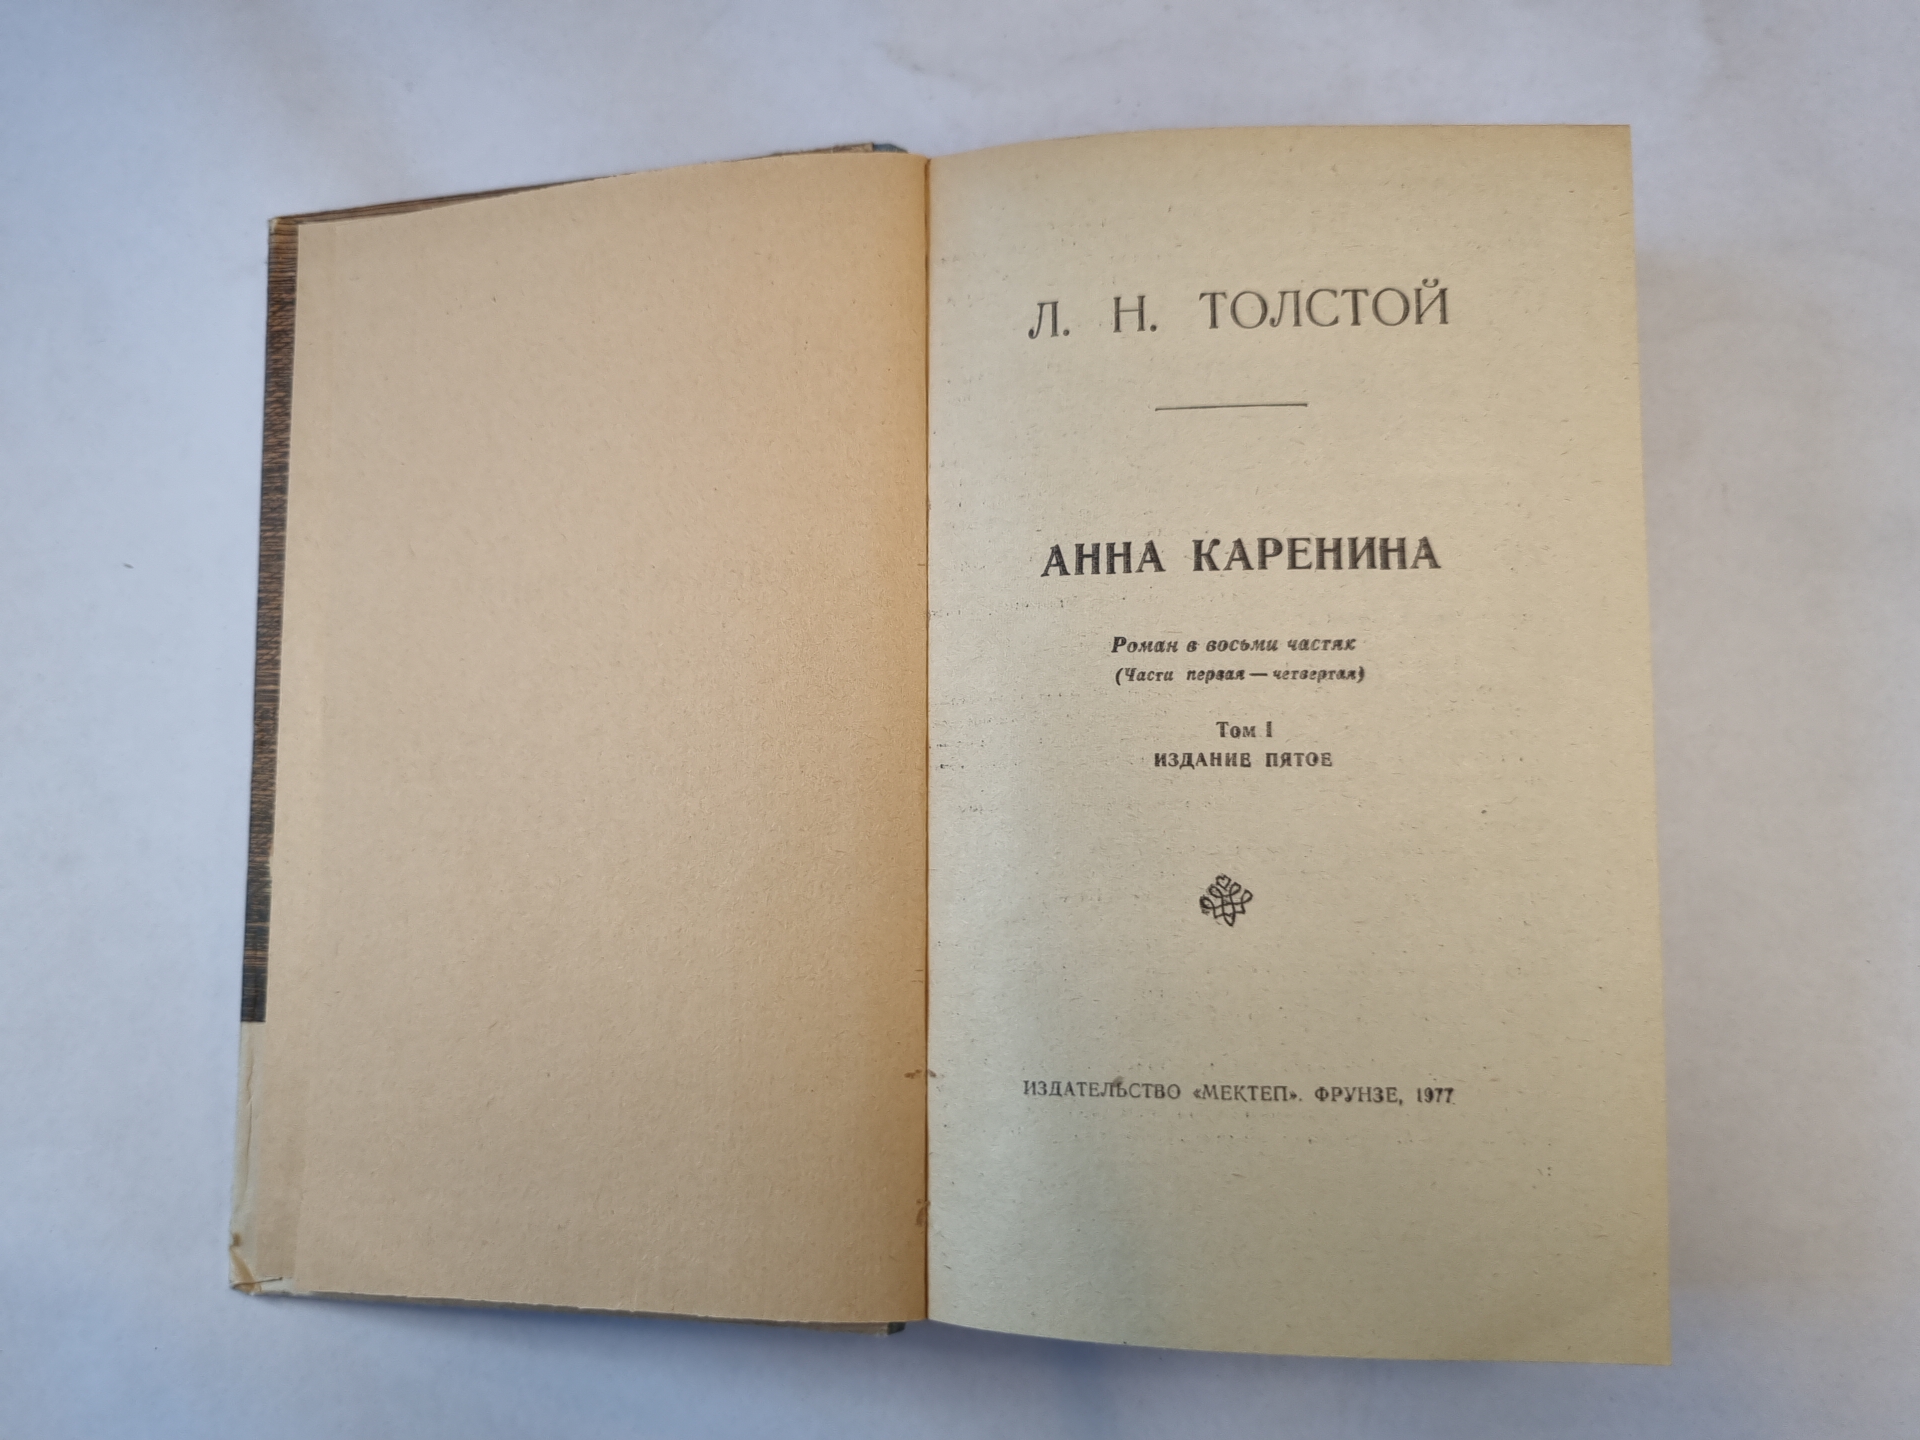 Л. Н. ТОЛСТОЙ
АННА КАРЕНИНА
Роман в восьми частях
(Части первая — четвертая)
Том I
ИЗДАНИЕ ПЯТОЕ
ИЗДАТЕЛЬСТВО «МЕКТЕП». ФРУНЗЕ, 1977